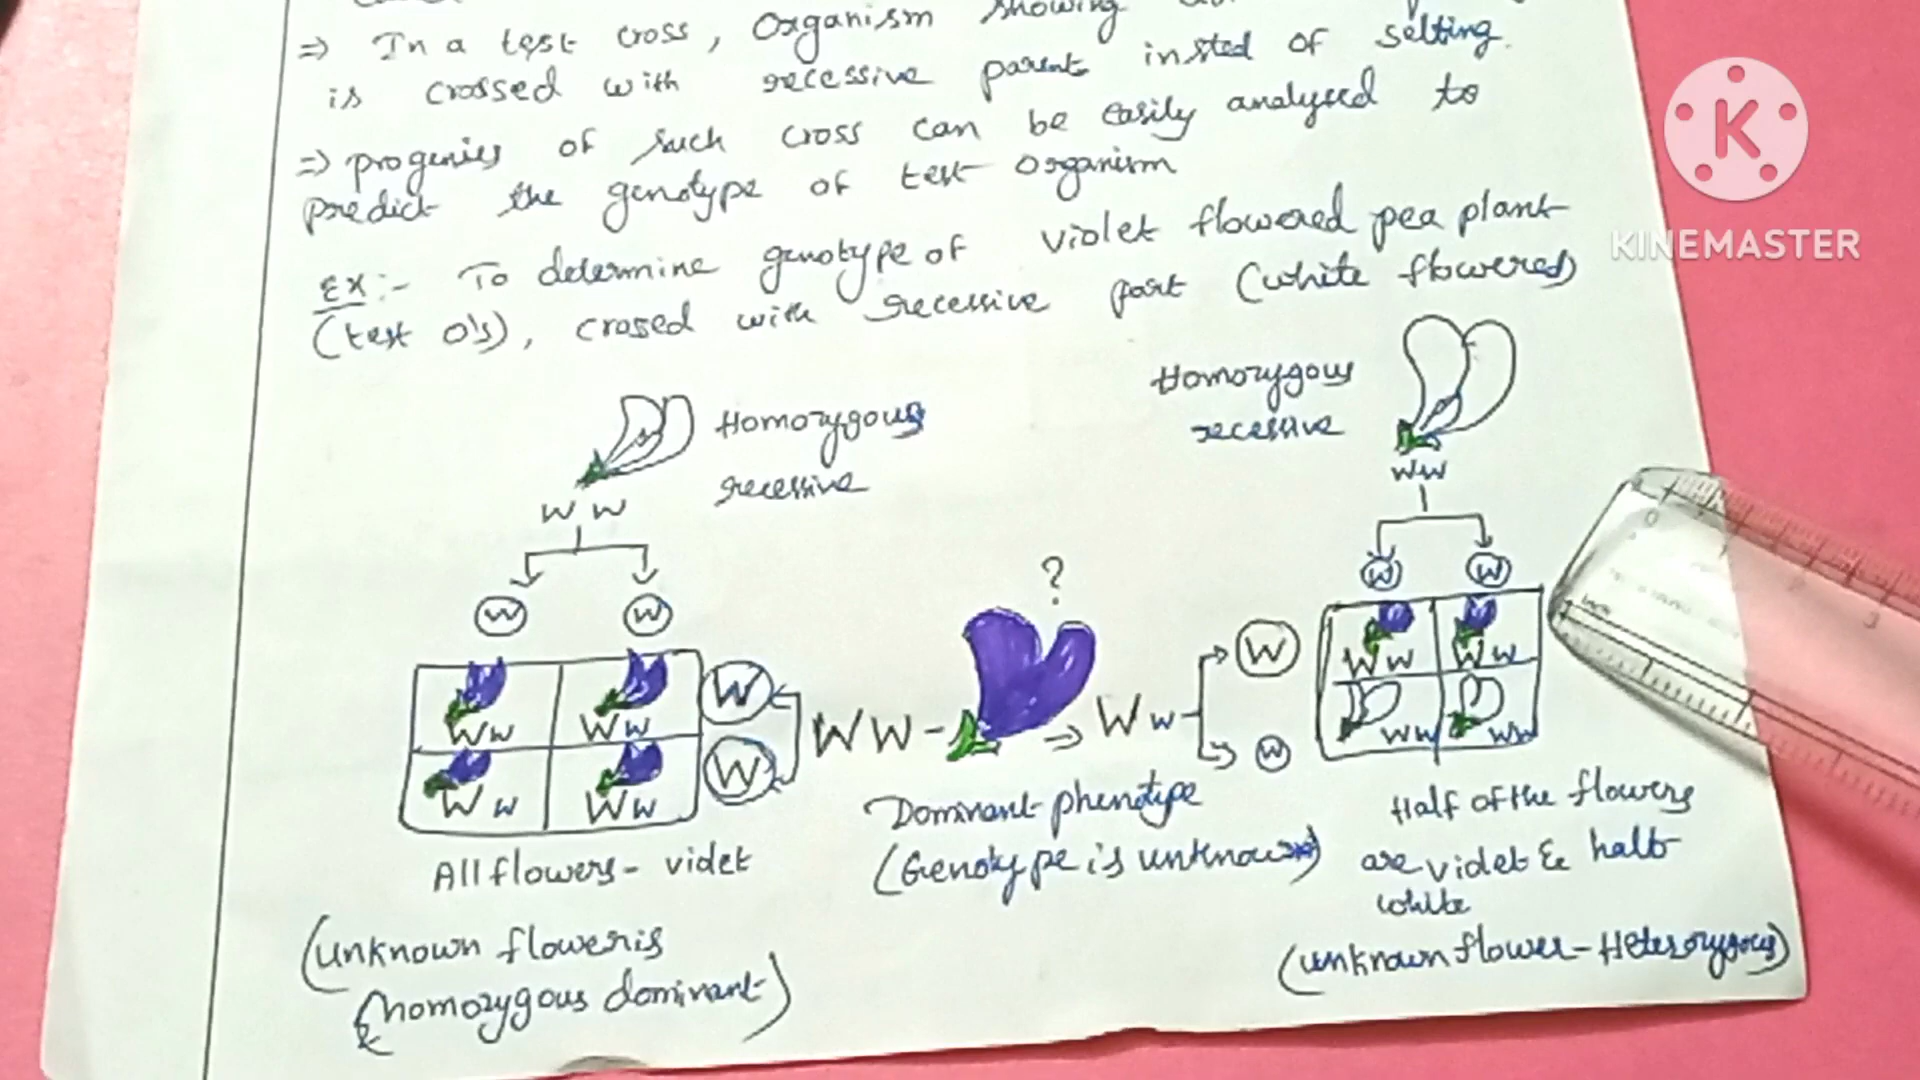 ⇒ In a test cross, Organism showing
is crossed with recessive parent insted of selbing.
⇒ progenies of such cross can be easily analysed to
predict the genotype of test organism
Ex:- To determine genotype of violet flowered pea plant
(test O's), crosed with recessive part (white flowered)
Homozygous
recessive
w w
w w
Ww Ww
Ww Ww
W
W
All flowers - violet
(unknown flower is
homozygous dominant)
?
WW - → Ww
Dominant phenotype
(Genotype is unknown)
Homozygous
recessive
ww
w w
W
w
Ww Ww
ww ww
Half of the flowers
are violet & halb
white
(unknown flower - Heterozygous)
K
KINEMASTER